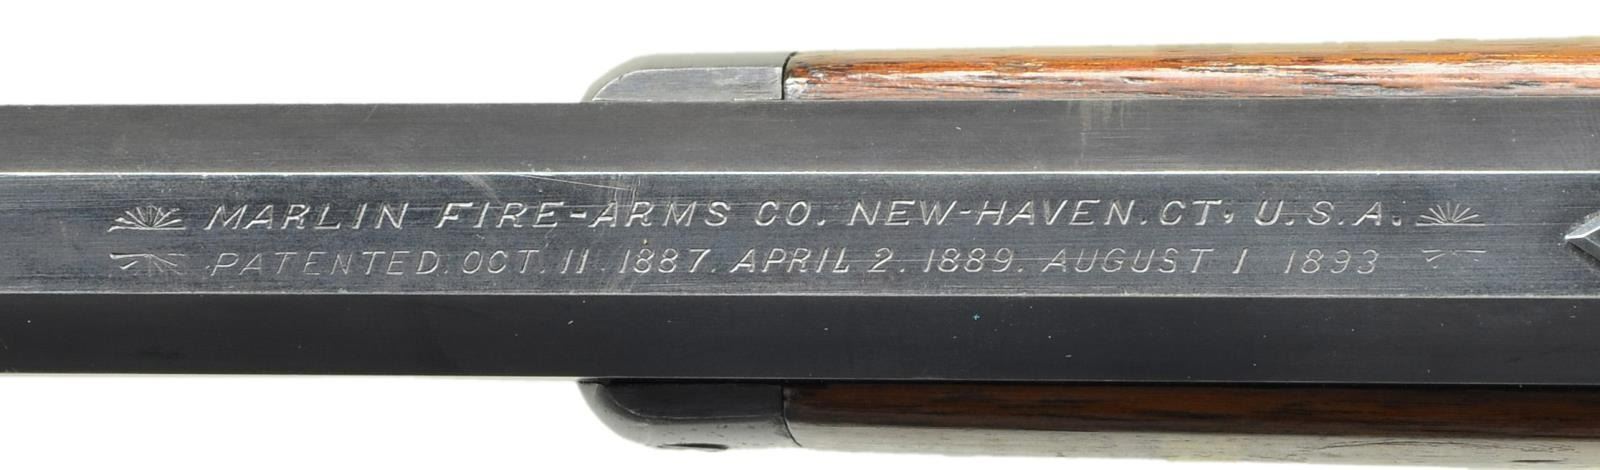 MARLIN FIRE-ARMS CO. NEW-HAVEN.CT, U.S.A.
PATENTED.OCT.11.1887.APRIL 2.1889.AUGUST 1 1893